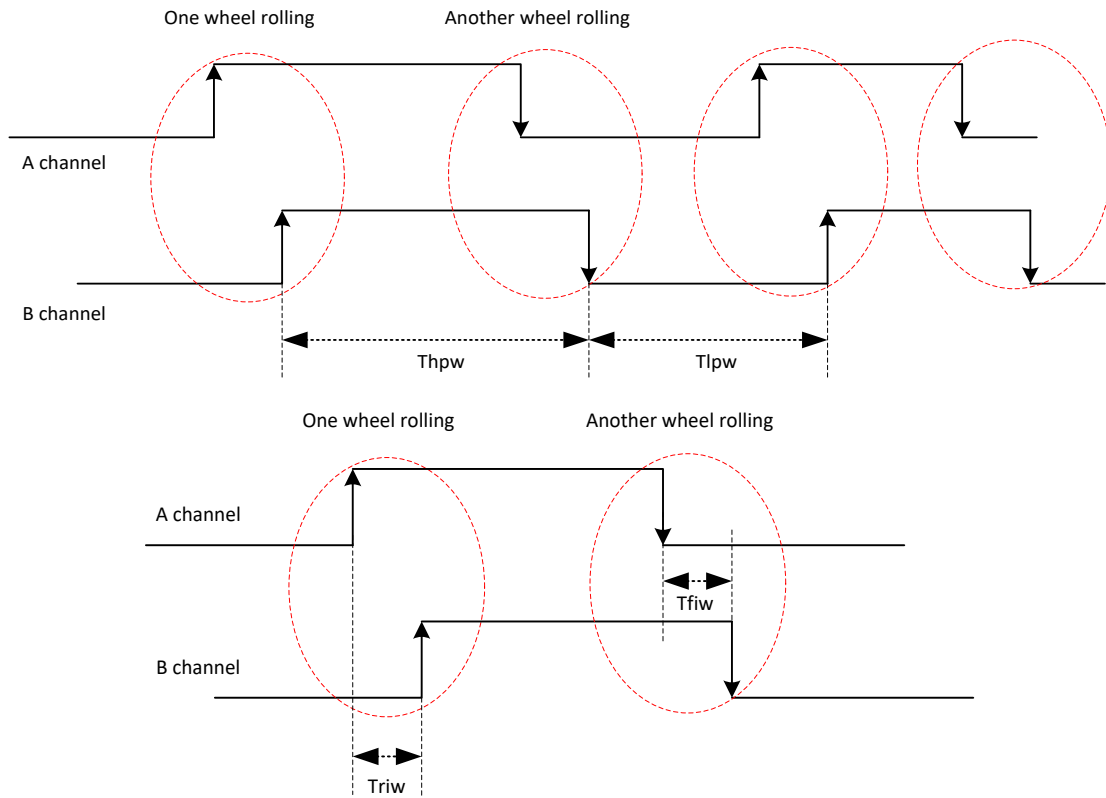 One wheel rolling
Another wheel rolling
A channel
B channel
Thpw
Tlpw
One wheel rolling
Another wheel rolling
A channel
Tfiw
B channel
Triw